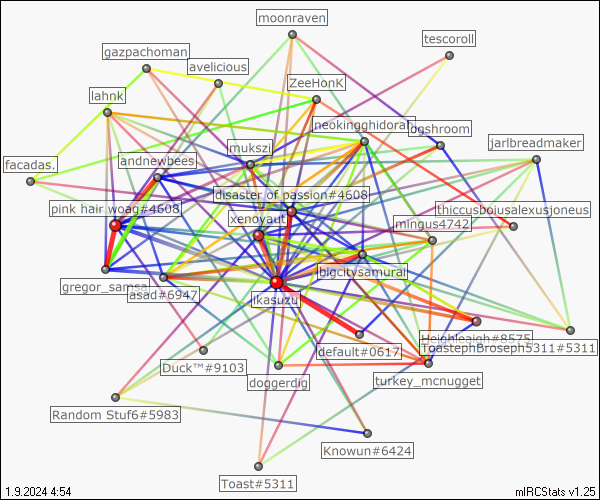 moonraven
tescoroll
gazpachoman
avelicious
ZeeHonK
lahnk
neokingghidorah
ogshroom
jarlbreadmaker
mukszi
andnewbees
facadas.
disaster of passion#4608
pink hair woag#4608
thiccusboiusalexusjoneus
xenoyaut
mingus4742
bigcitysamurai
gregor_samsa
asad#6947
ikasuzu
Heighleaigh#8575
default#0617
ToastephBroseph5311#5311
Duck™#9103
doggerdig
turkey_mcnugget
Random Stuf6#5983
Knowun#6424
Toast#5311
1.9.2024 4:54
mIRCStats v1.25